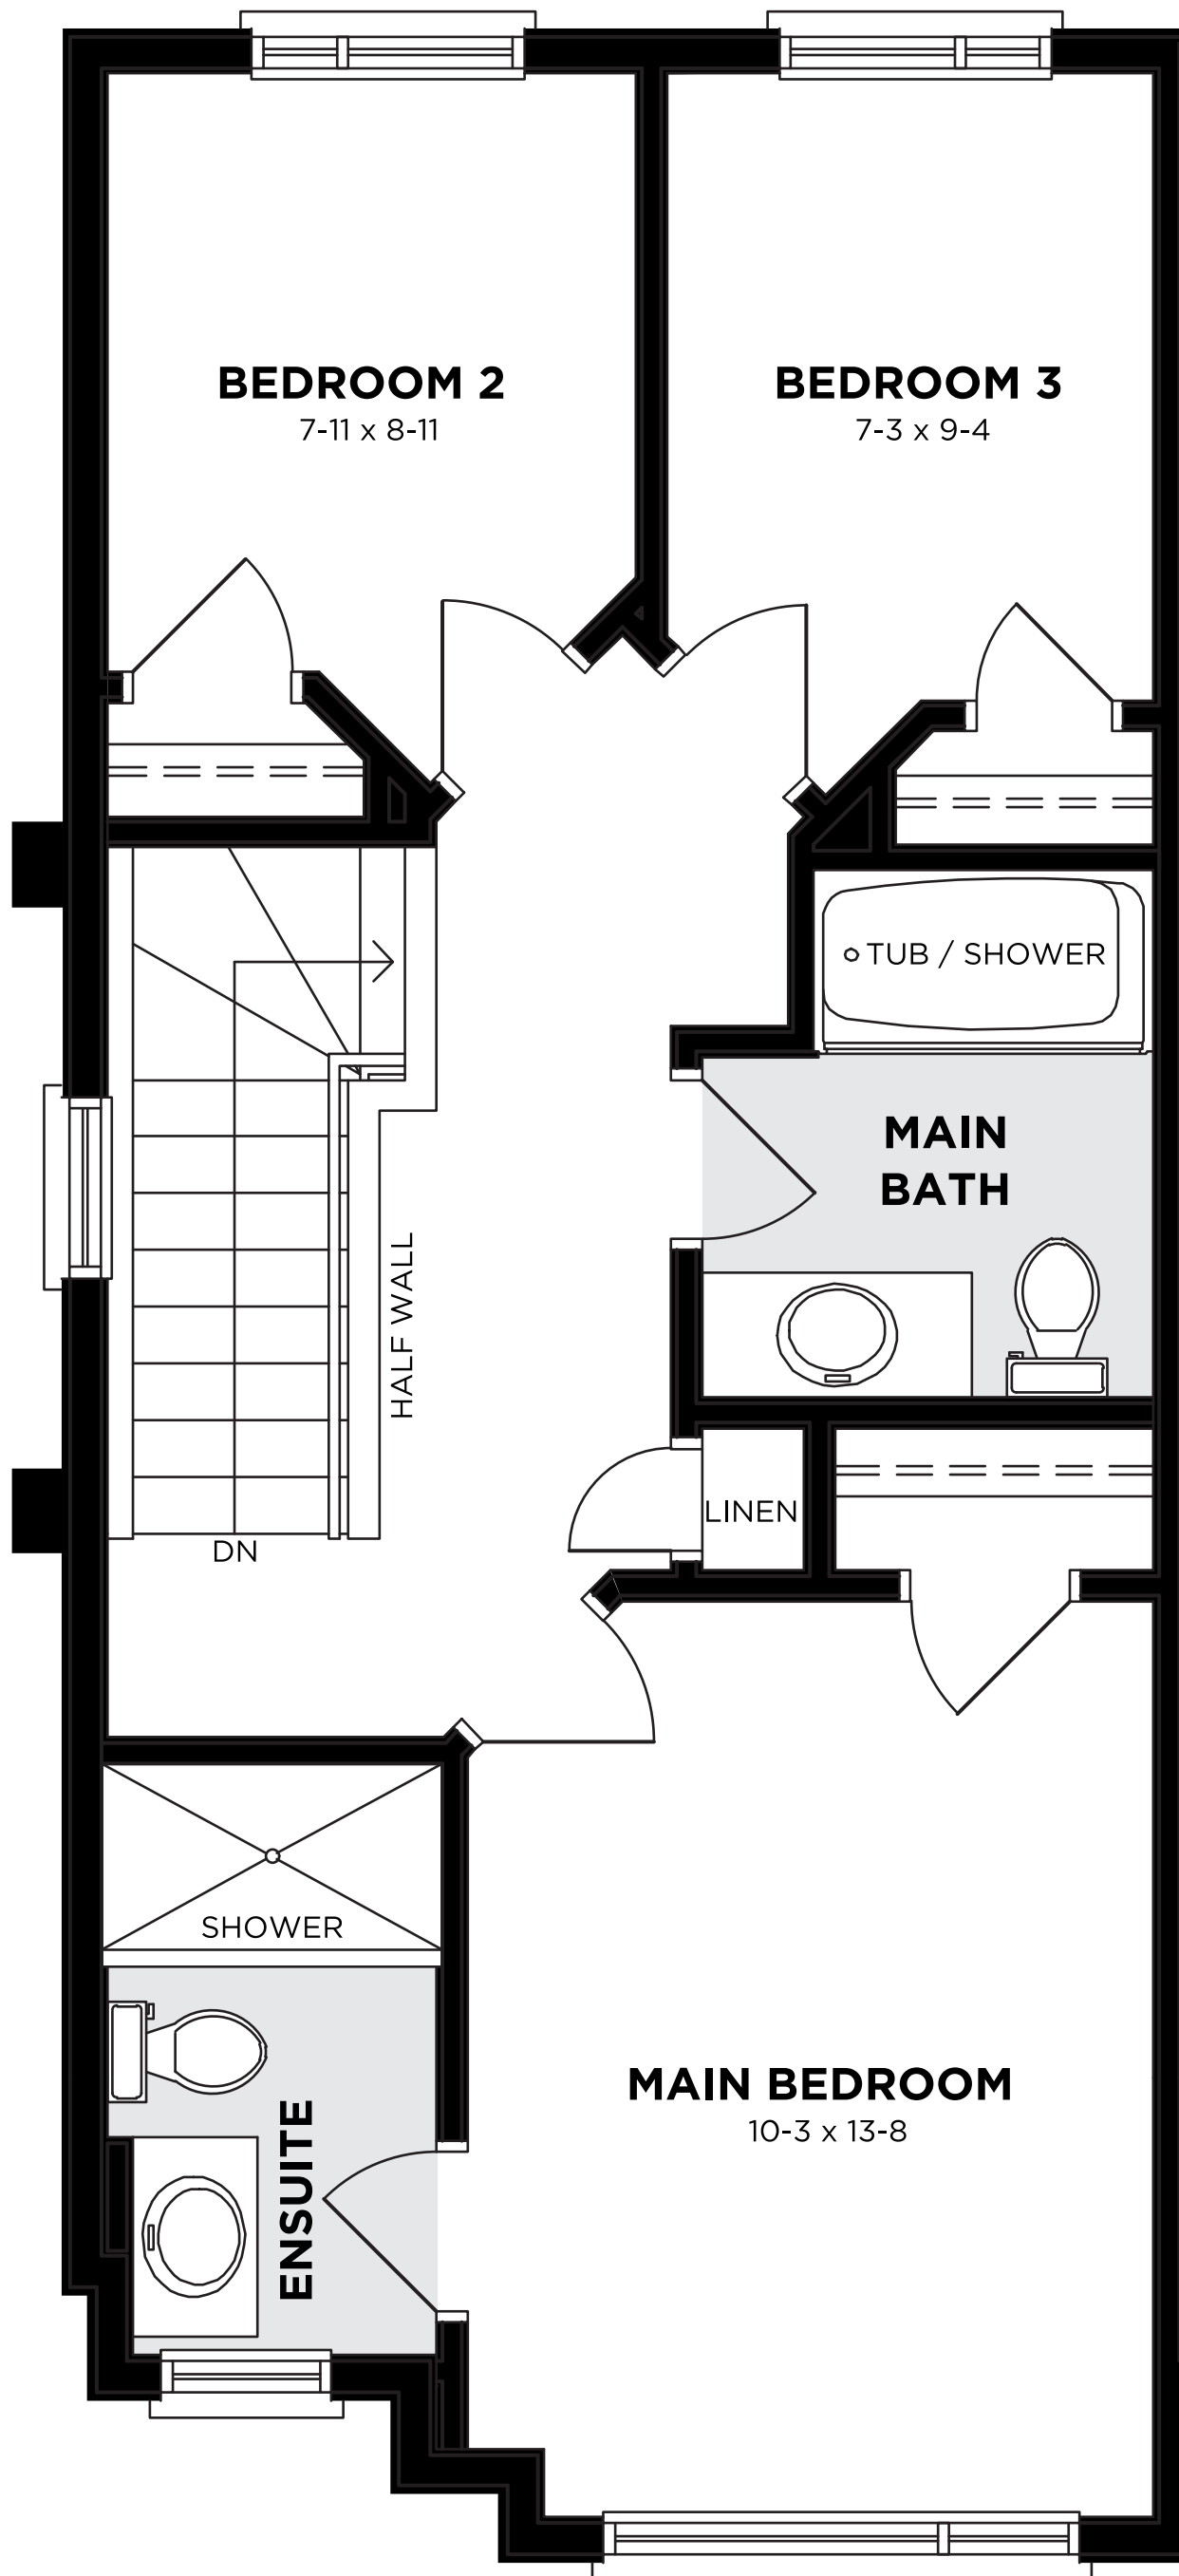 BEDROOM 2
7-11 x 8-11
BEDROOM 3
7-3 x 9-4
TUB / SHOWER
MAIN
BATH
HALF WALL
LINEN
DN
SHOWER
MAIN BEDROOM
10-3 x 13-8
ENSUITE